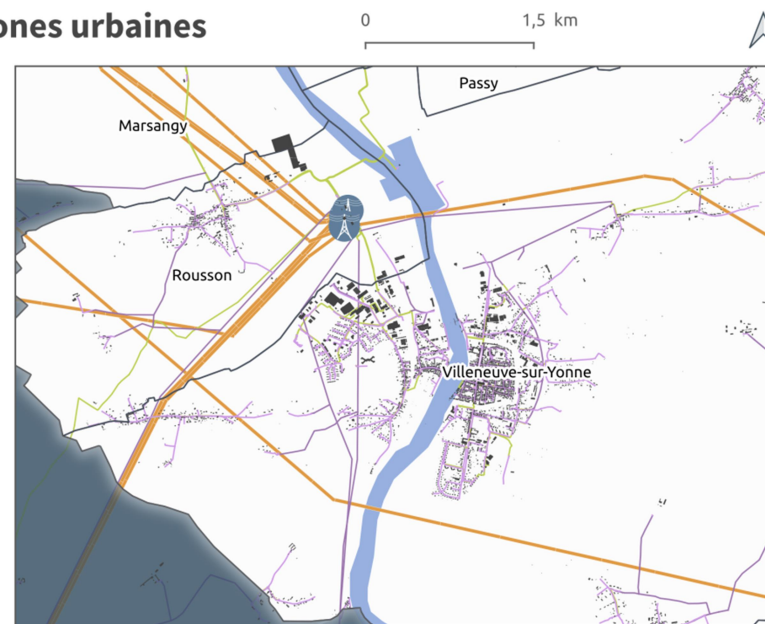 ones urbaines
0 1,5 km
Passy
Marsangy
Rousson
Villeneuve-sur-Yonne